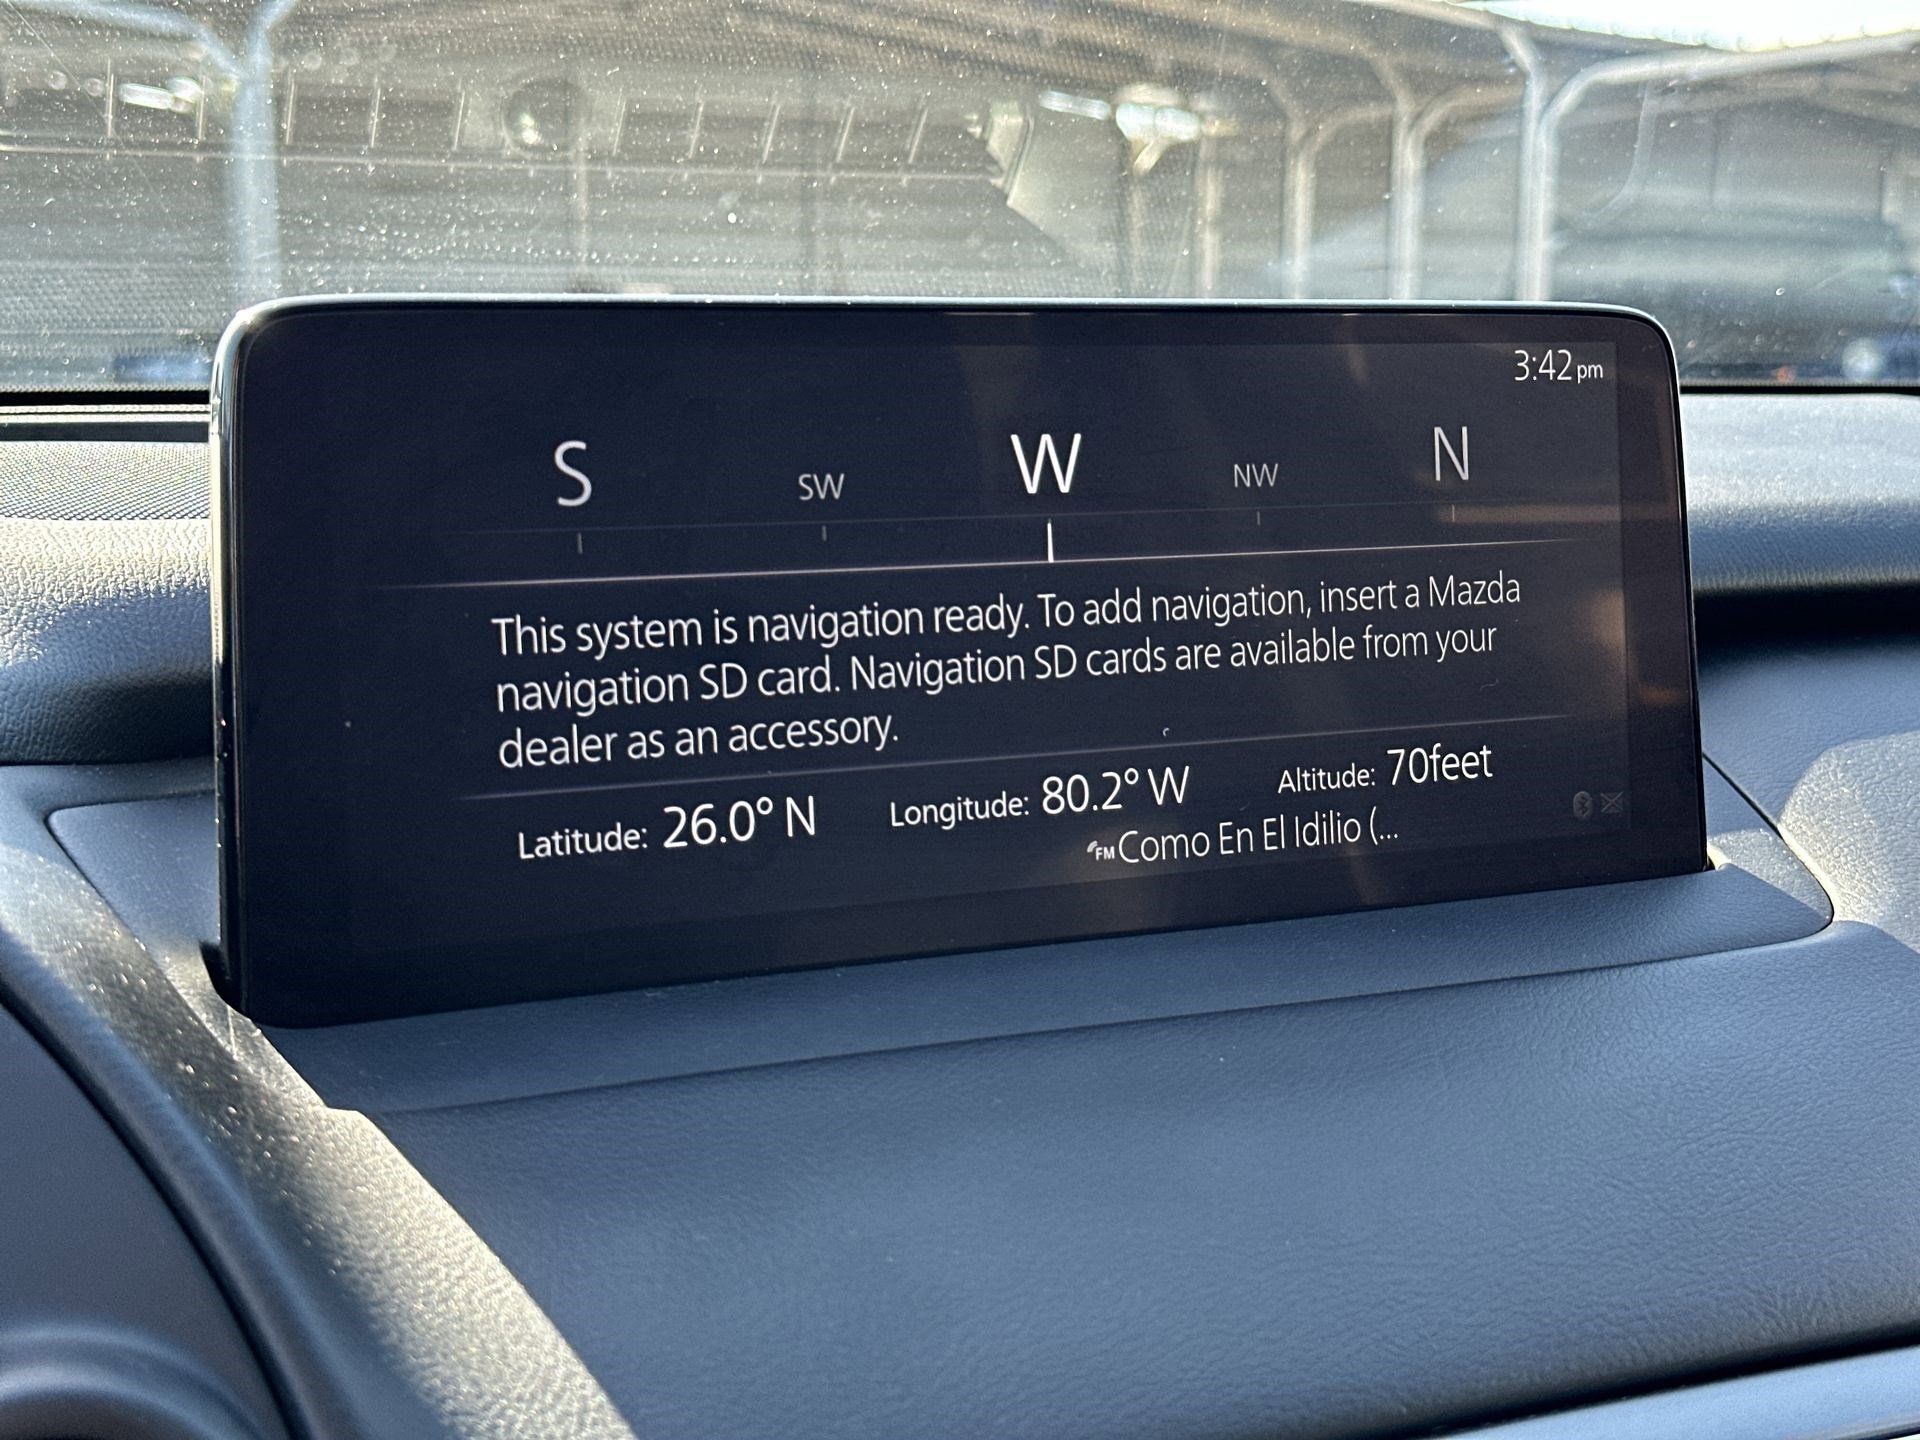 3:42 pm
S SW W NW N
This system is navigation ready. To add navigation, insert a Mazda
navigation SD card. Navigation SD cards are available from your
dealer as an accessory.
Latitude: 26.0° N Longitude: 80.2° W Altitude: 70feet
FM Como En El Idilio (...